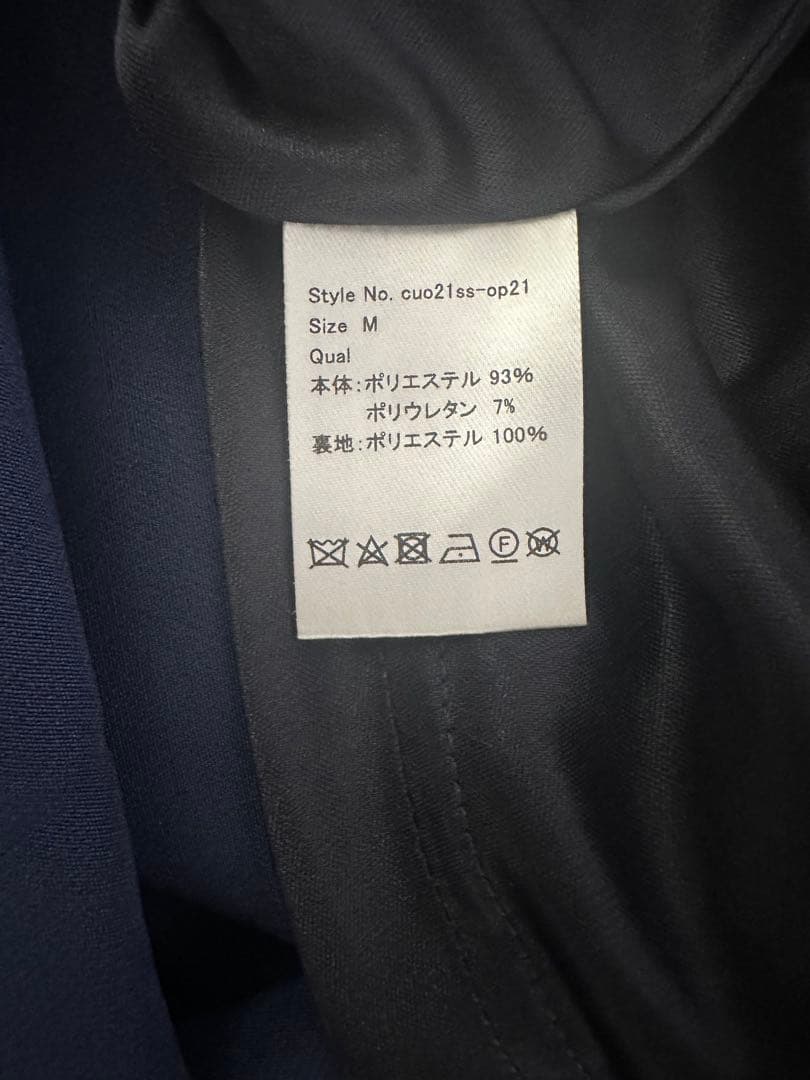 Style No. cuo21ss-op21
Size M
Qual
本体:ポリエステル 93%
ポリウレタン 7%
裏地:ポリエステル 100%
F
W